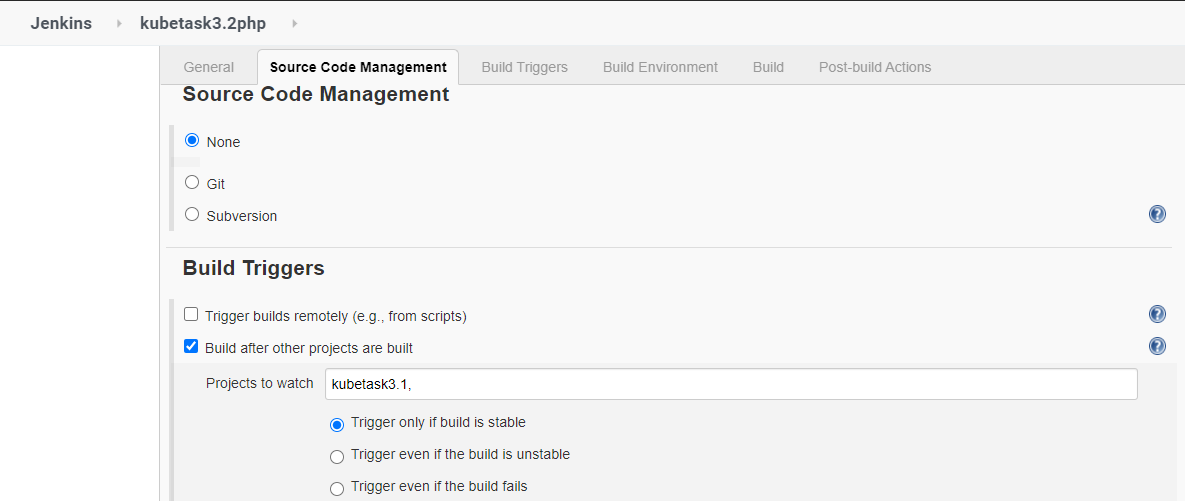 Jenkins kubetask3.2php
General Source Code Management Build Triggers Build Environment Build Post-build Actions
Source Code Management
None
Git
Subversion
?
Build Triggers
Trigger builds remotely (e.g., from scripts)
?
Build after other projects are built
?
Projects to watch kubetask3.1,
Trigger only if build is stable
Trigger even if the build is unstable
Trigger even if the build fails